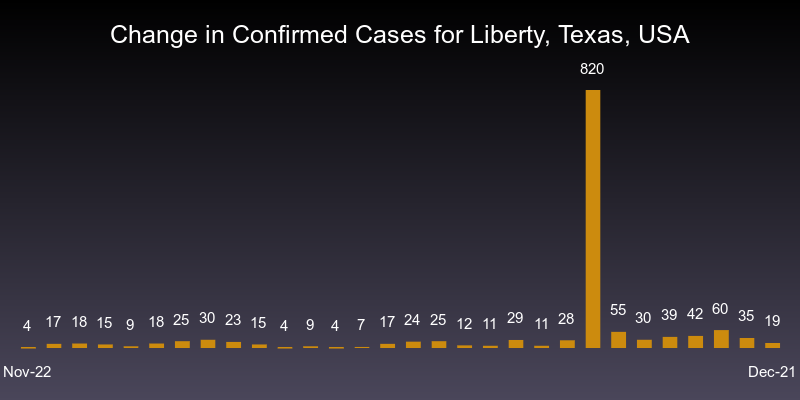 Change in Confirmed Cases for Liberty, Texas, USA
820
4 17 18 15 9 18 25 30 23 15 4 9 4 7 17 24 25 12 11 29 11 28 55 30 39 42 60 35 19
Nov-22 Dec-21